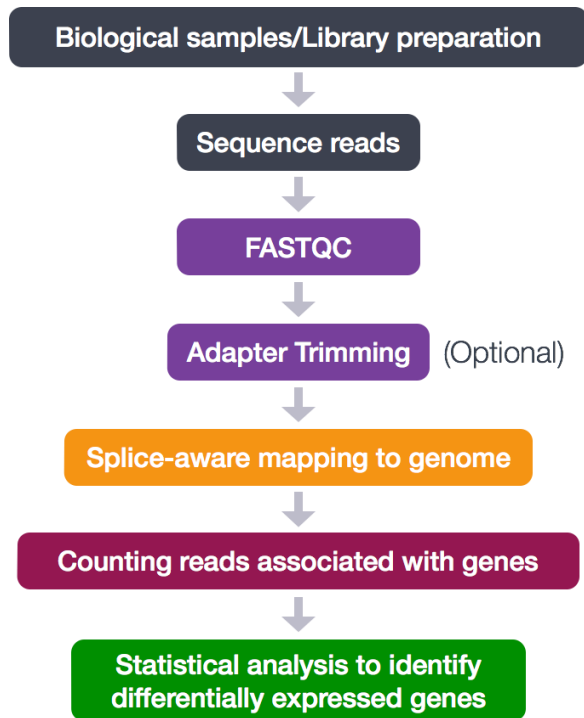 Biological samples/Library preparation
Sequence reads
FASTQC
Adapter Trimming (Optional)
Splice-aware mapping to genome
Counting reads associated with genes
Statistical analysis to identify
differentially expressed genes